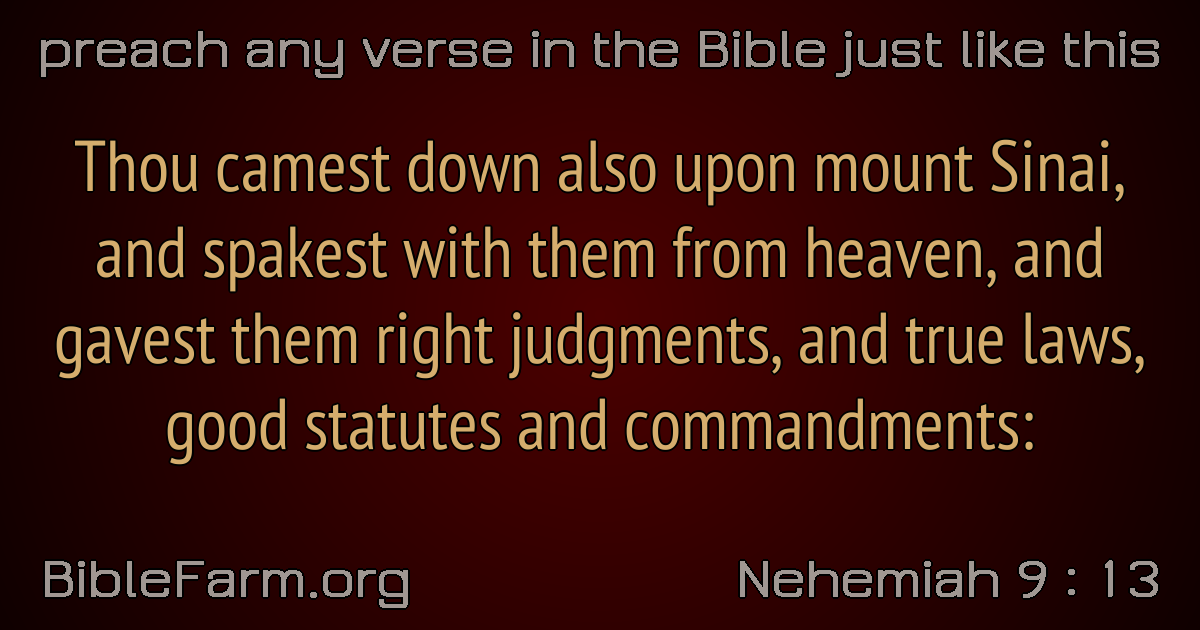 preach any verse in the Bible just like this
Thou camest down also upon mount Sinai,
and spakest with them from heaven, and
gavest them right judgments, and true laws,
good statutes and commandments:
BibleFarm.org
Nehemiah 9 : 13